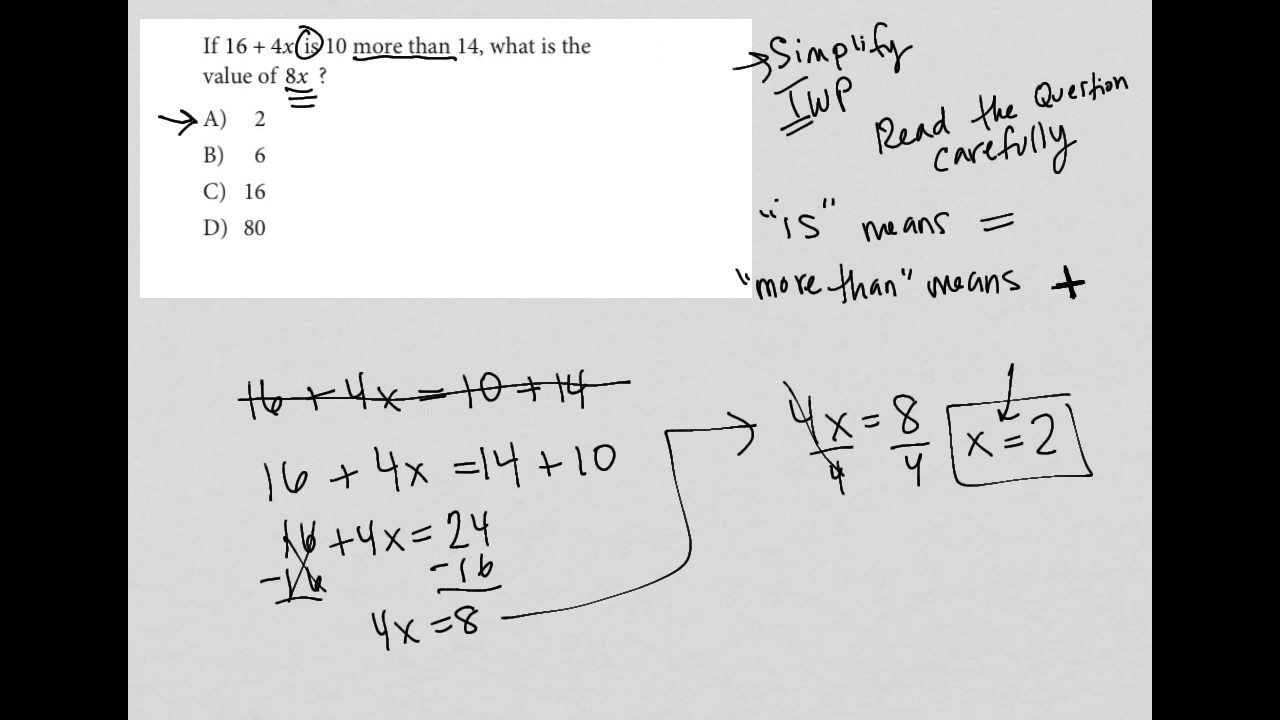 If 16 + 4x is 10 more than 14, what is the
value of 8x ?
A) 2
B) 6
C) 16
D) 80
Simplify
IWP
Read the Question
carefully
"is" means =
"more than" means +
16 + 4x = 10 + 14
16 + 4x = 14 + 10
16 + 4x = 24
-16 -16
4x = 8
4x = 8
4 4
x = 2